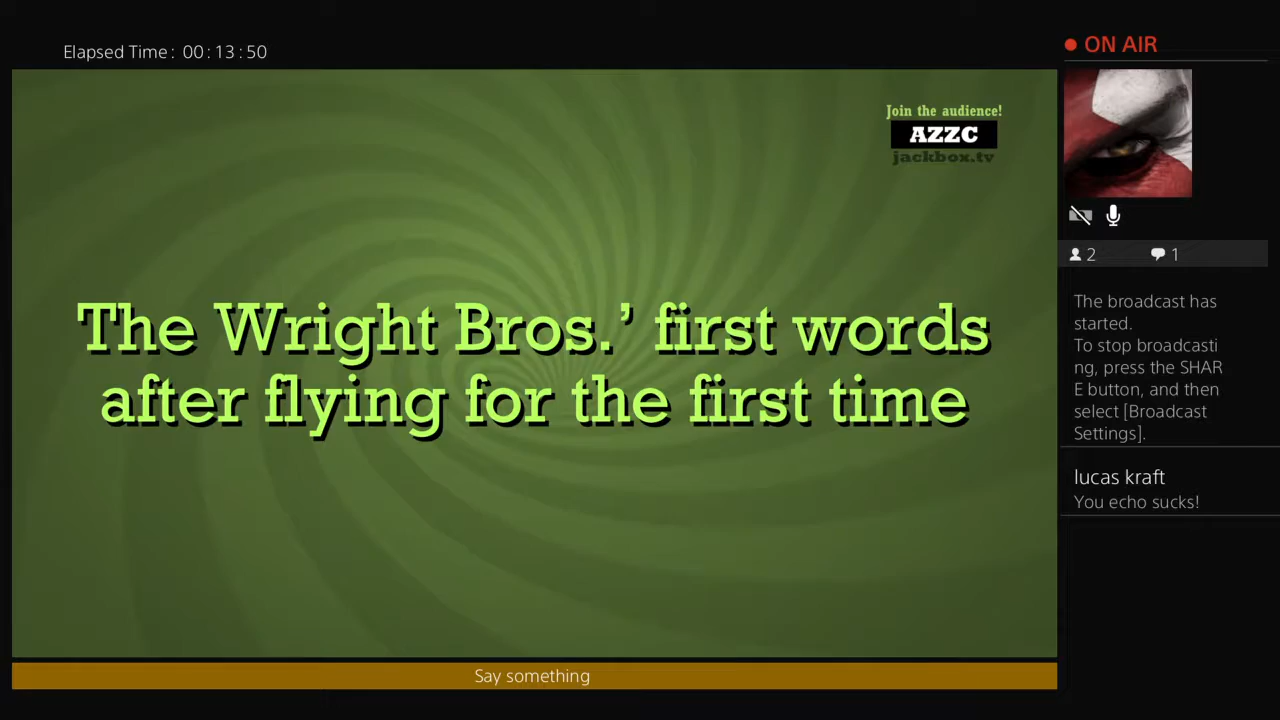 Elapsed Time: 00:13:50
ON AIR
Join the audience!
AZZC
jackbox.tv
The Wright Bros.’ first words
after flying for the first time
2
1
The broadcast has
started.
To stop broadcasti
ng, press the SHAR
E button, and then
select [Broadcast
Settings].
lucas kraft
You echo sucks!
Say something